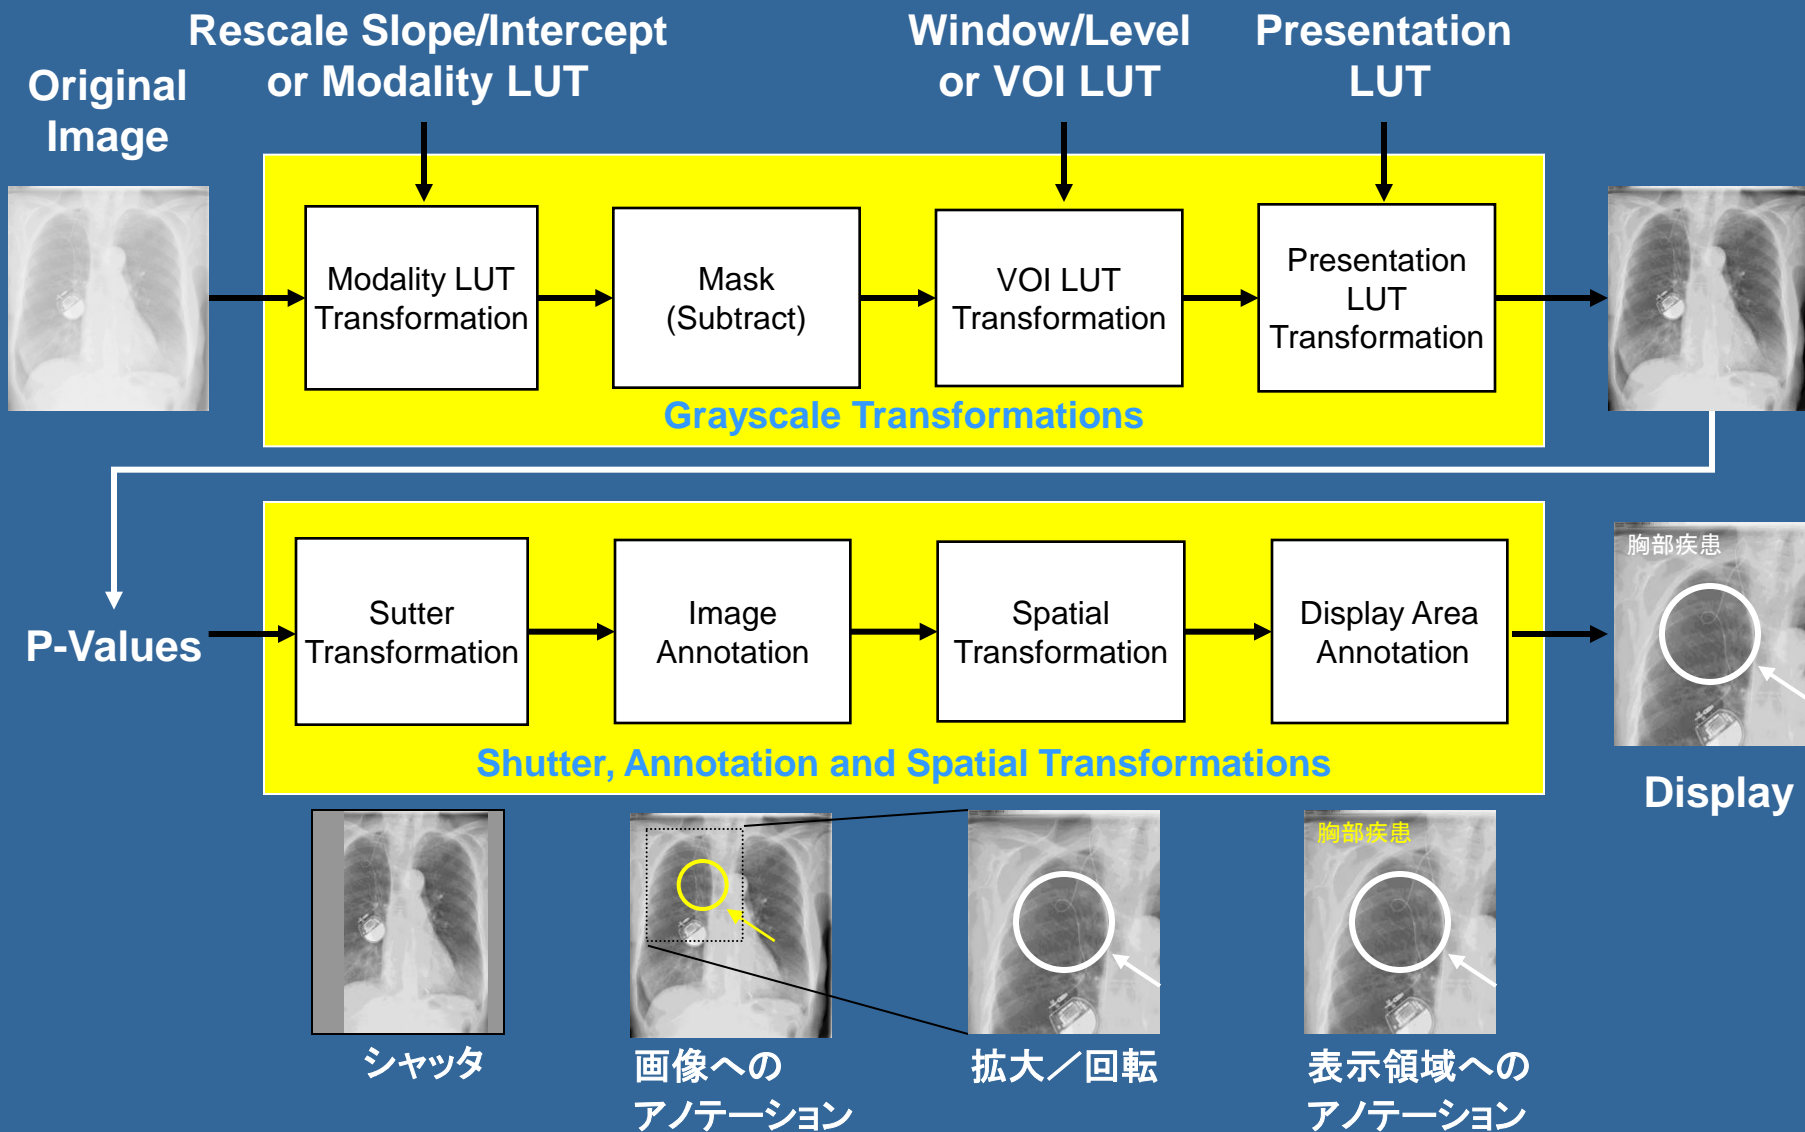 Rescale Slope/Intercept
or Modality LUT
Window/Level
or VOI LUT
Presentation
LUT
Original
Image
Modality LUT
Transformation
Mask
(Subtract)
VOI LUT
Transformation
Presentation
LUT
Transformation
Grayscale Transformations
P-Values
Sutter
Transformation
Image
Annotation
Spatial
Transformation
Display Area
Annotation
胸部疾患
Shutter, Annotation and Spatial Transformations
Display
胸部疾患
シャッタ
画像への
アノテーション
拡大／回転
表示領域への
アノテーション